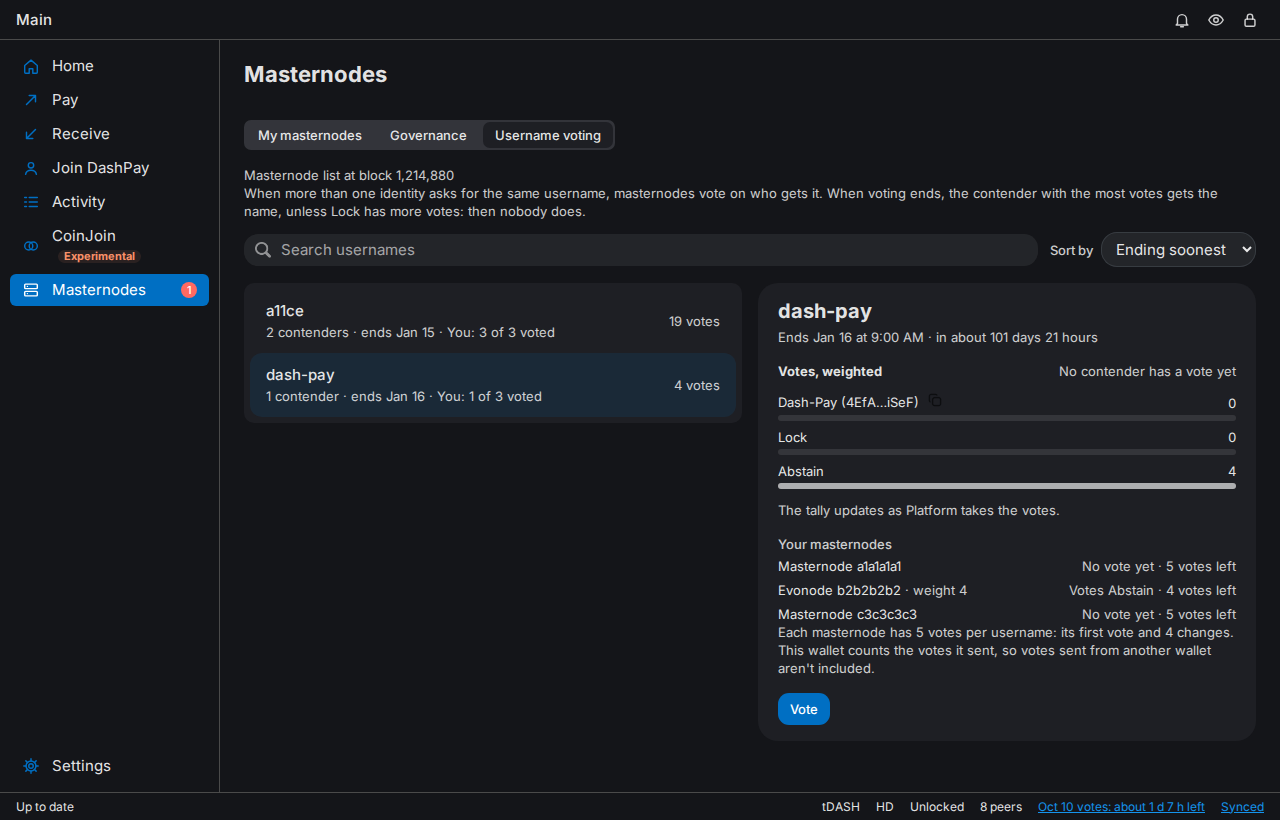 Main
Home
Pay
Receive
Join DashPay
Activity
CoinJoin
Experimental
Masternodes 1
Settings
Masternodes
My masternodes Governance Username voting
Masternode list at block 1,214,880
When more than one identity asks for the same username, masternodes vote on who gets it. When voting ends, the contender with the most votes gets the
name, unless Lock has more votes: then nobody does.
Search usernames Sort by Ending soonest
a11ce
2 contenders · ends Jan 15 · You: 3 of 3 voted
19 votes
dash-pay
1 contender · ends Jan 16 · You: 1 of 3 voted
4 votes
dash-pay
Ends Jan 16 at 9:00 AM · in about 101 days 21 hours
Votes, weighted No contender has a vote yet
Dash-Pay (4EfA...iSeF) 0
Lock 0
Abstain 4
The tally updates as Platform takes the votes.
Your masternodes
Masternode a1a1a1a1 No vote yet · 5 votes left
Evonode b2b2b2b2 · weight 4 Votes Abstain · 4 votes left
Masternode c3c3c3c3 No vote yet · 5 votes left
Each masternode has 5 votes per username: its first vote and 4 changes.
This wallet counts the votes it sent, so votes sent from another wallet
aren't included.
Vote
Up to date tDASH HD Unlocked 8 peers Oct 10 votes: about 1 d 7 h left Synced